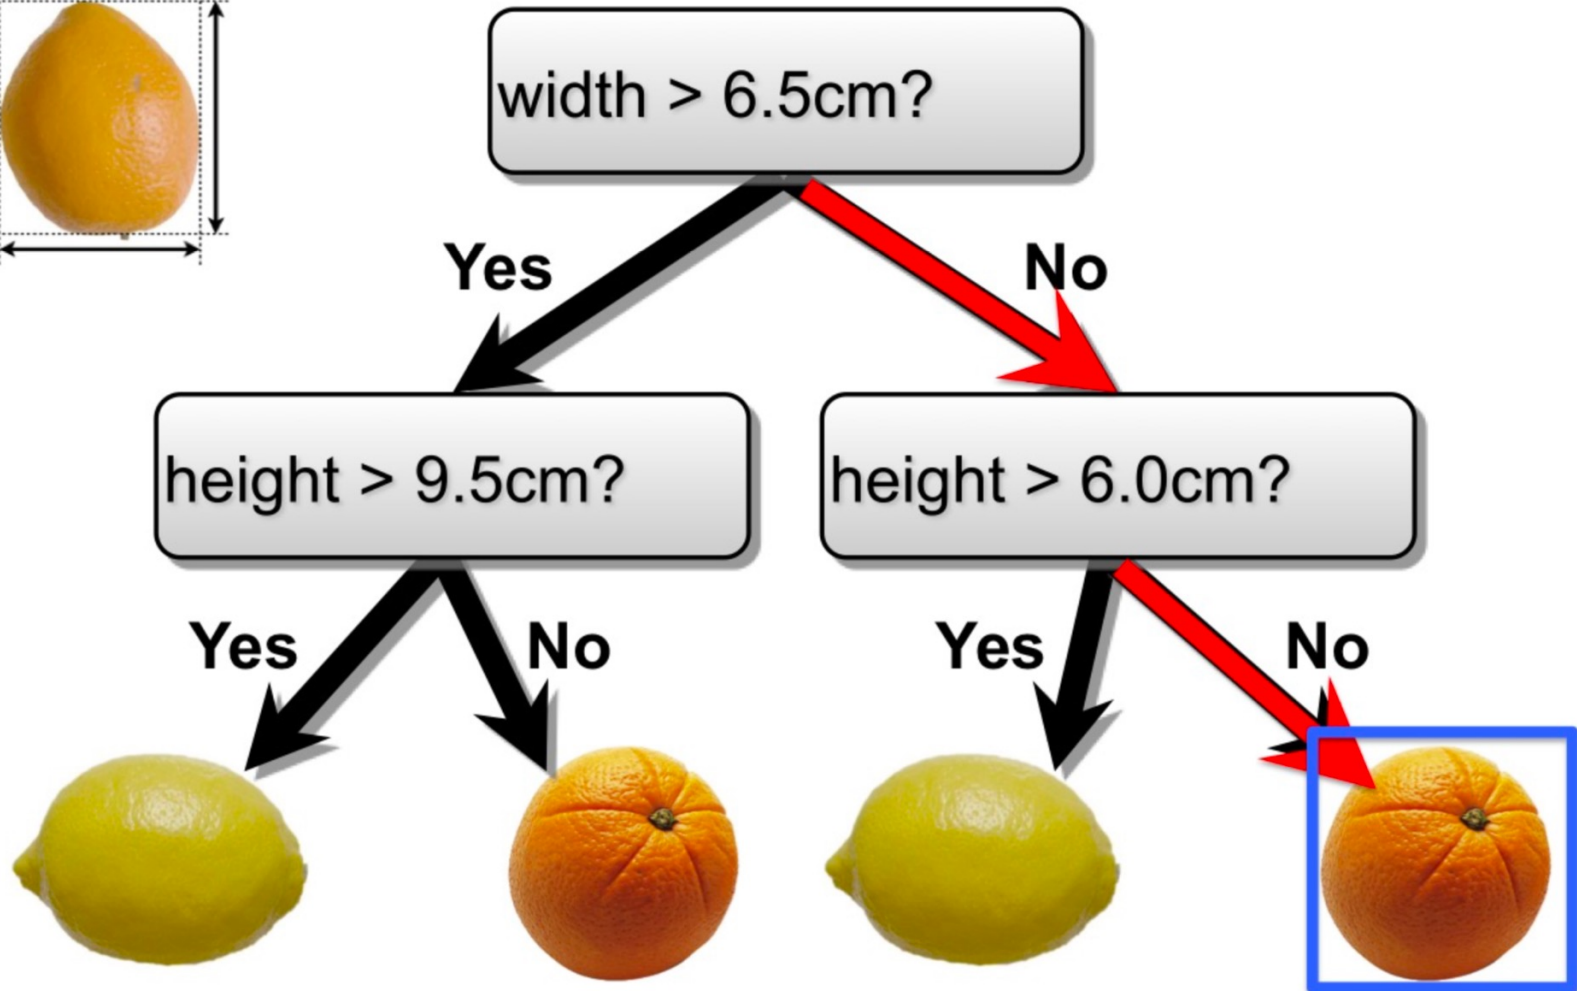 width > 6.5cm?
Yes
No
height > 9.5cm?
height > 6.0cm?
Yes
No
Yes
No